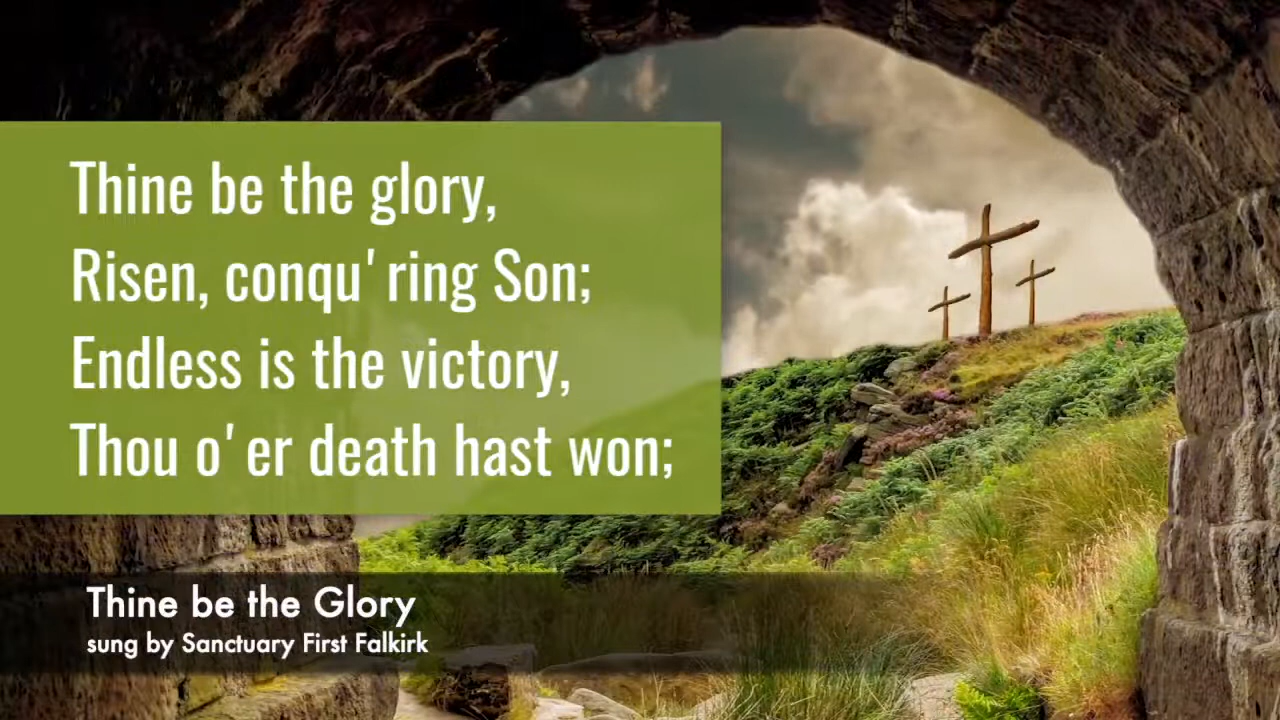 Thine be the glory,
Risen, conqu'ring Son;
Endless is the victory,
Thou o'er death hast won;
Thine be the Glory
sung by Sanctuary First Falkirk